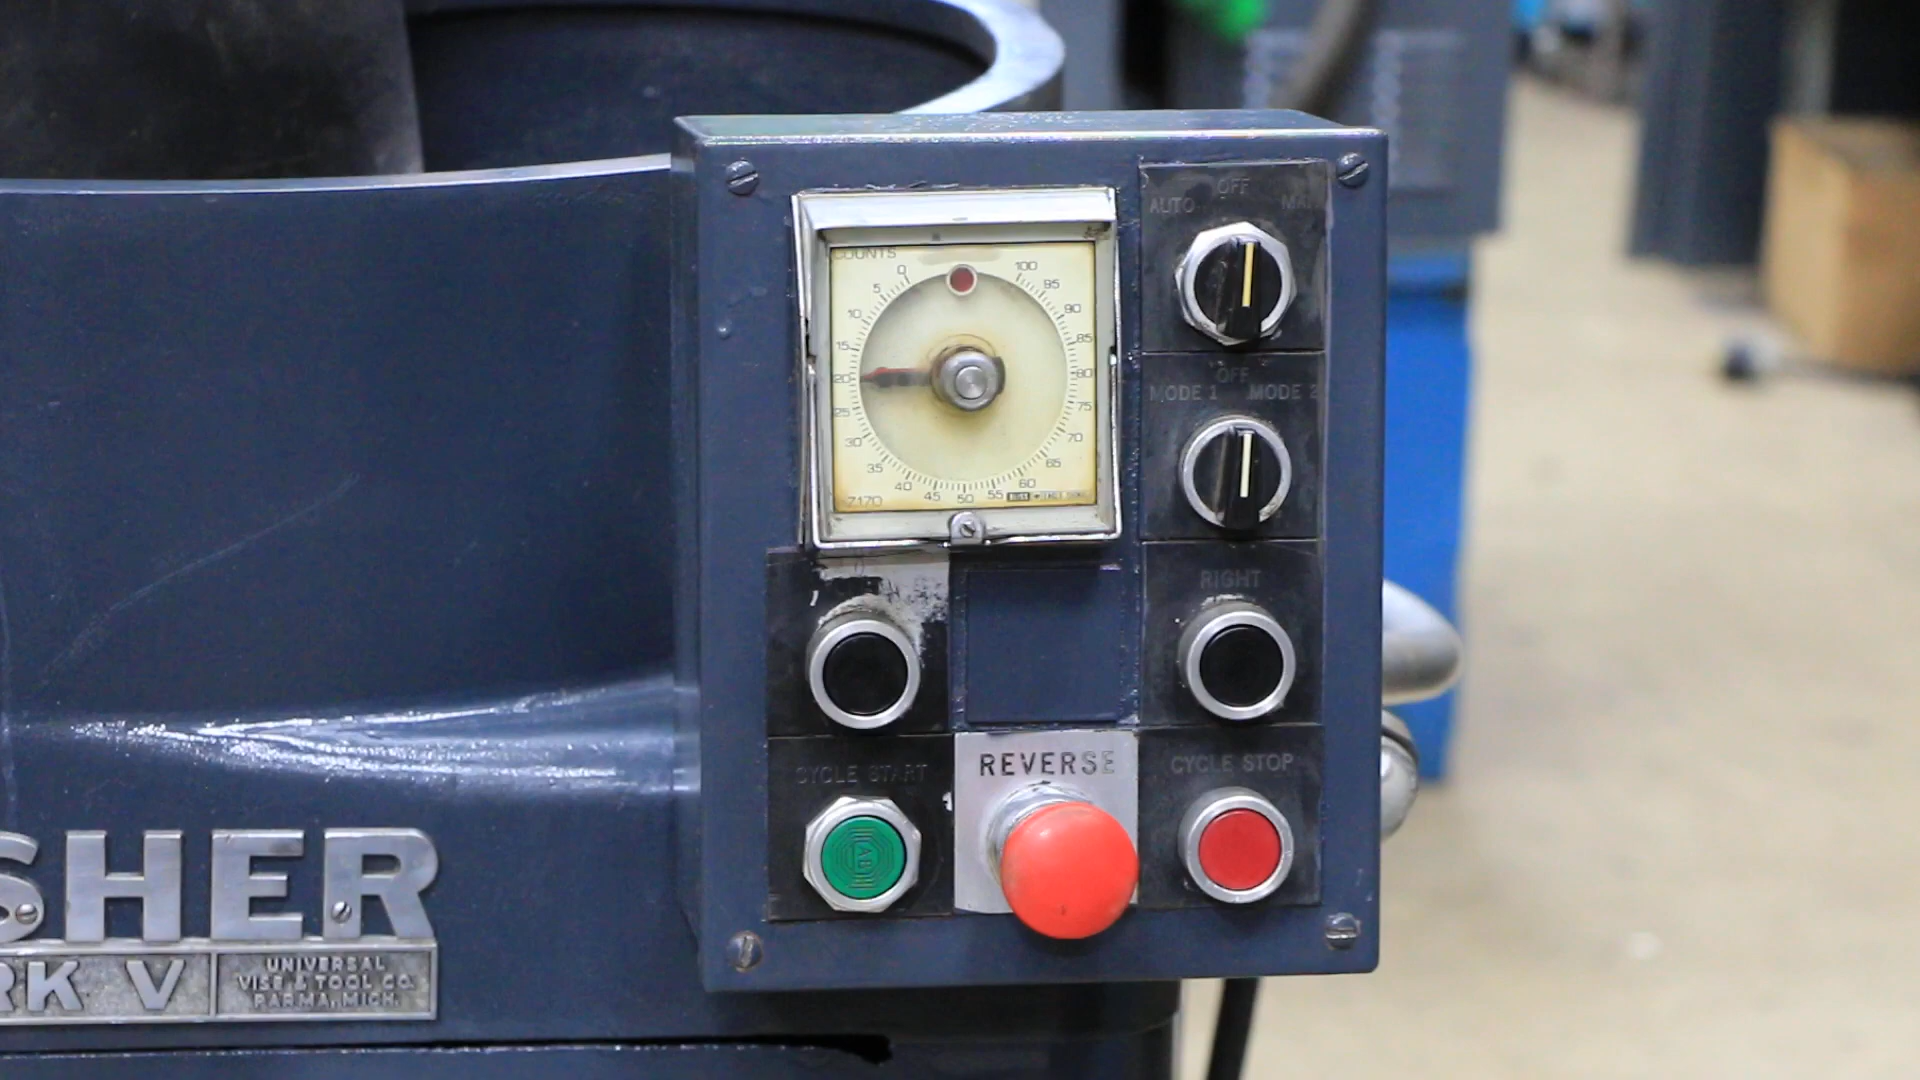 OFF
AUTO
COUNTS
0
100
5
95
10
90
15
85
20
80
25
75
30
70
35
65
40
60
45
55
50
OFF
MODE 1 MODE 2
RIGHT
REVERSE
CYCLE START
CYCLE STOP
SHER
RK V
UNIVERSAL
VISE & TOOL CO.
PARMA, MICH.